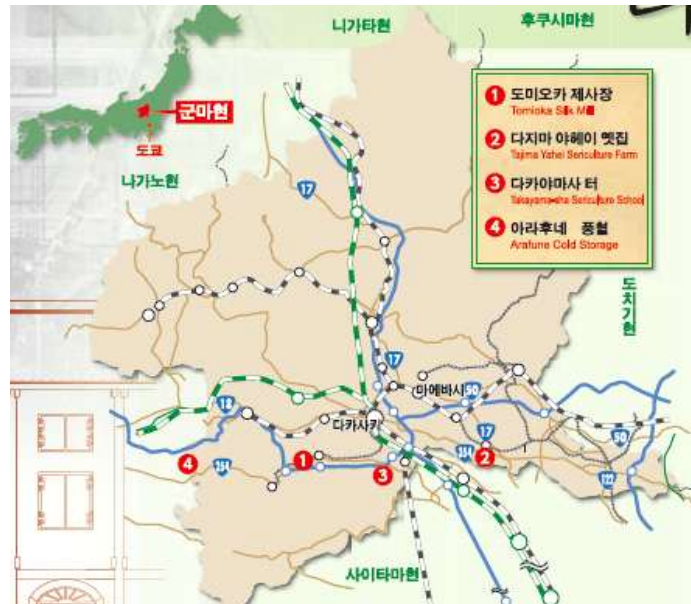 니가타현
후쿠시마현
군마현
도쿄
나가노현
1 도미오카 제사장
Tomioka Silk Mill
2 다지마 야헤이 옛집
Tajima Yahei Sericulture Farm
3 다카야마사 터
Takayama-sha Sericulture School
4 아라후네 풍혈
Arafune Cold Storage
도치기현
17
17
마에바시
50
18
다카사키
17
50
354
2
4
254
1
3
122
사이타마현